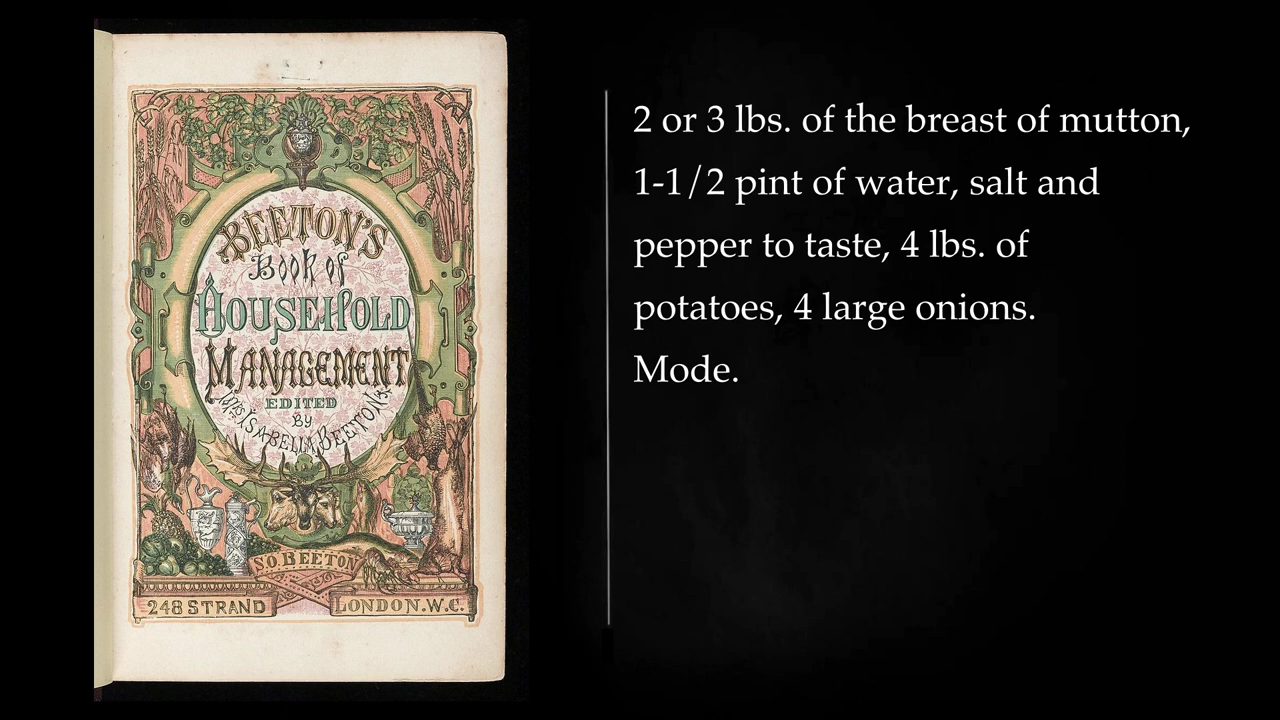 BEETON'S
Book of
HOUSEHOLD
MANAGEMENT
EDITED
BY
MRS ISABELLA BEETON
S.O. BEETON
248 STRAND
LONDON.W.C.
2 or 3 lbs. of the breast of mutton,
1-1/2 pint of water, salt and
pepper to taste, 4 lbs. of
potatoes, 4 large onions.
Mode.